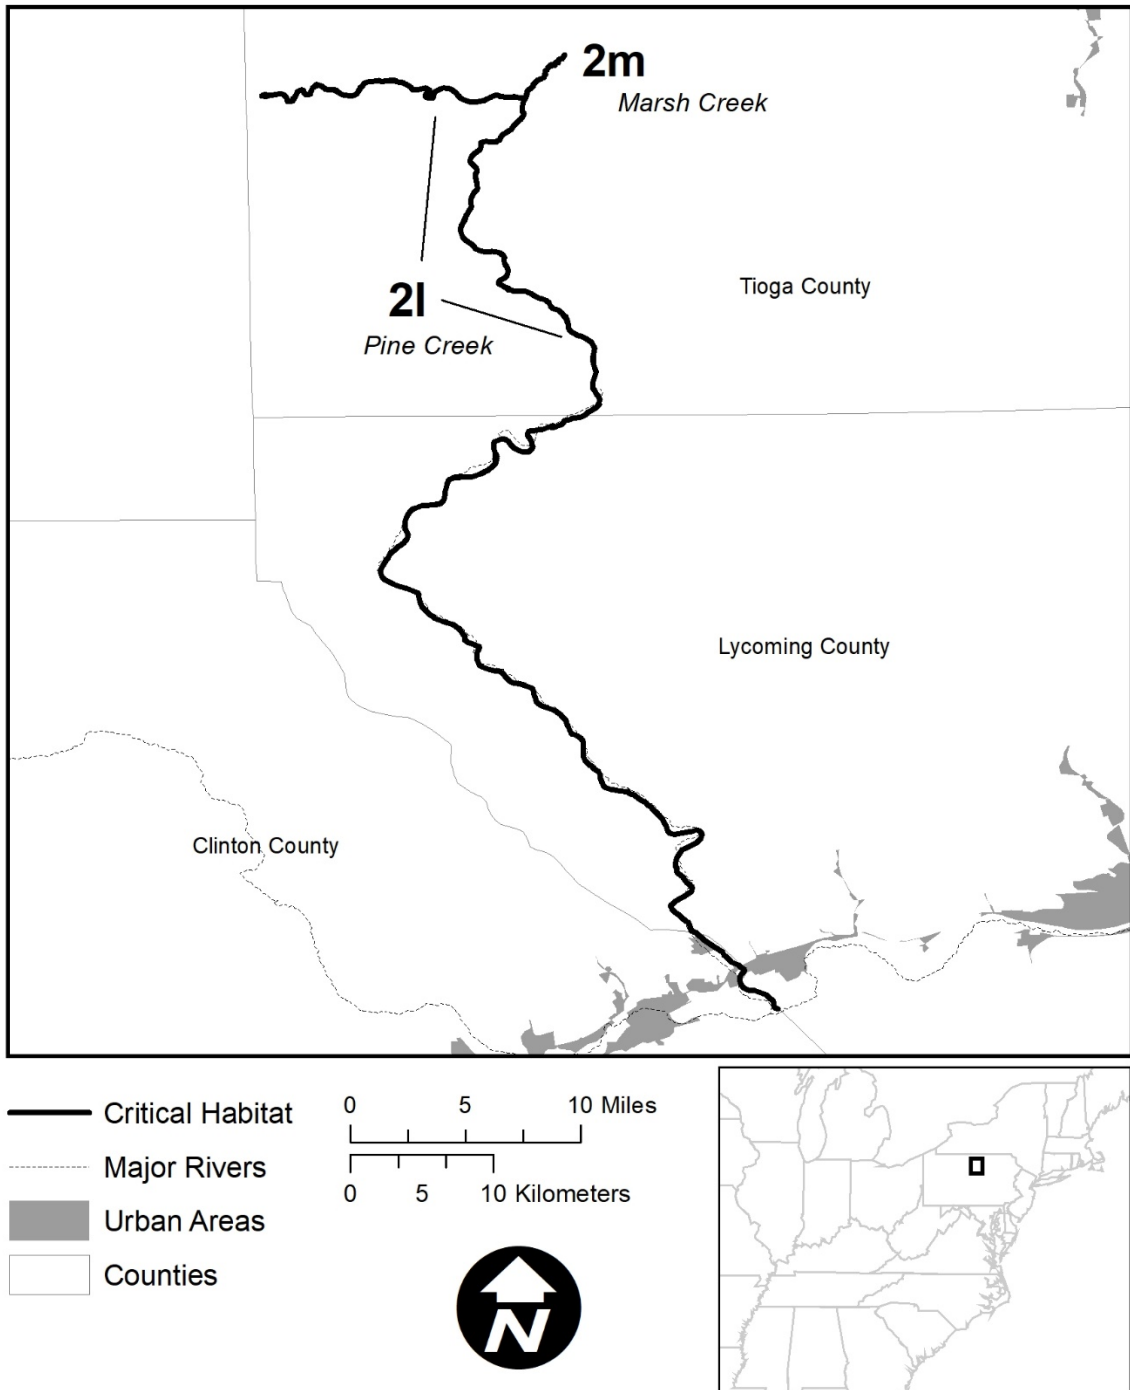 2m
Marsh Creek
Tioga County
2l
Pine Creek
Lycoming County
Clinton County
Critical Habitat
Major Rivers
Urban Areas
Counties
0 5 10 Miles
0 5 10 Kilometers
N